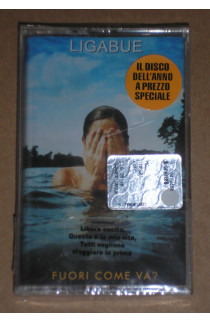 LIGABUE
IL DISCO
DELL'ANNO
A PREZZO
SPECIALE
Libera uscita,
Questa è la mia vita,
Tutti vogliono
viaggiare in prima
FUORI COME VA?